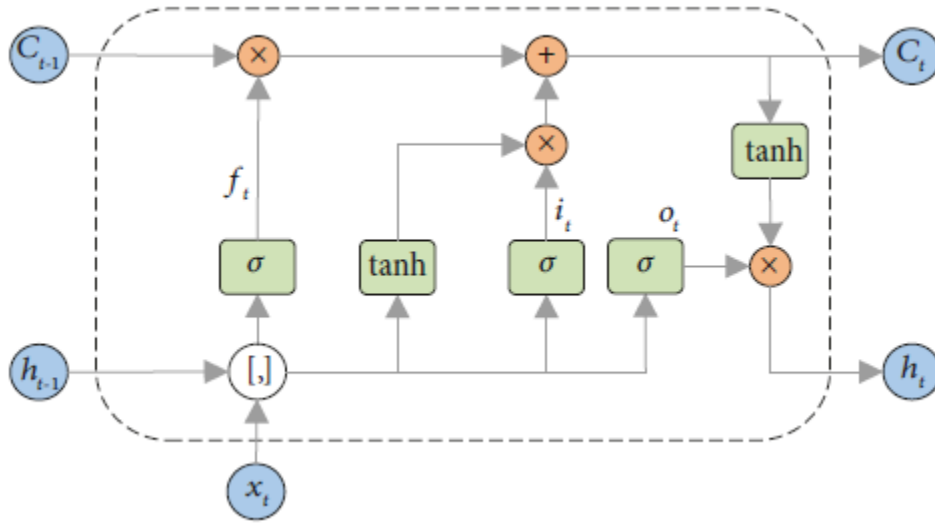 C_{t-1} × + C_t
× tanh
f_t i_t o_t
σ tanh σ σ ×
h_{t-1} [,] h_t
x_t